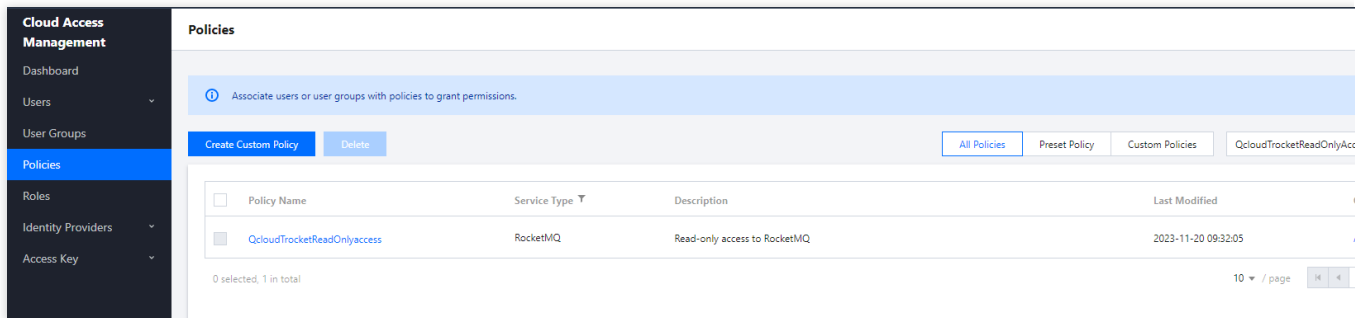 Cloud Access
Management
Dashboard
Users
User Groups
Policies
Roles
Identity Providers
Access Key
Policies
Associate users or user groups with policies to grant permissions.
Create Custom Policy Delete All Policies Preset Policy Custom Policies QcloudTrocketReadOnlyAcc
Policy Name Service Type Description Last Modified
QcloudTrocketReadOnlyaccess RocketMQ Read-only access to RocketMQ 2023-11-20 09:32:05
0 selected, 1 in total 10 / page